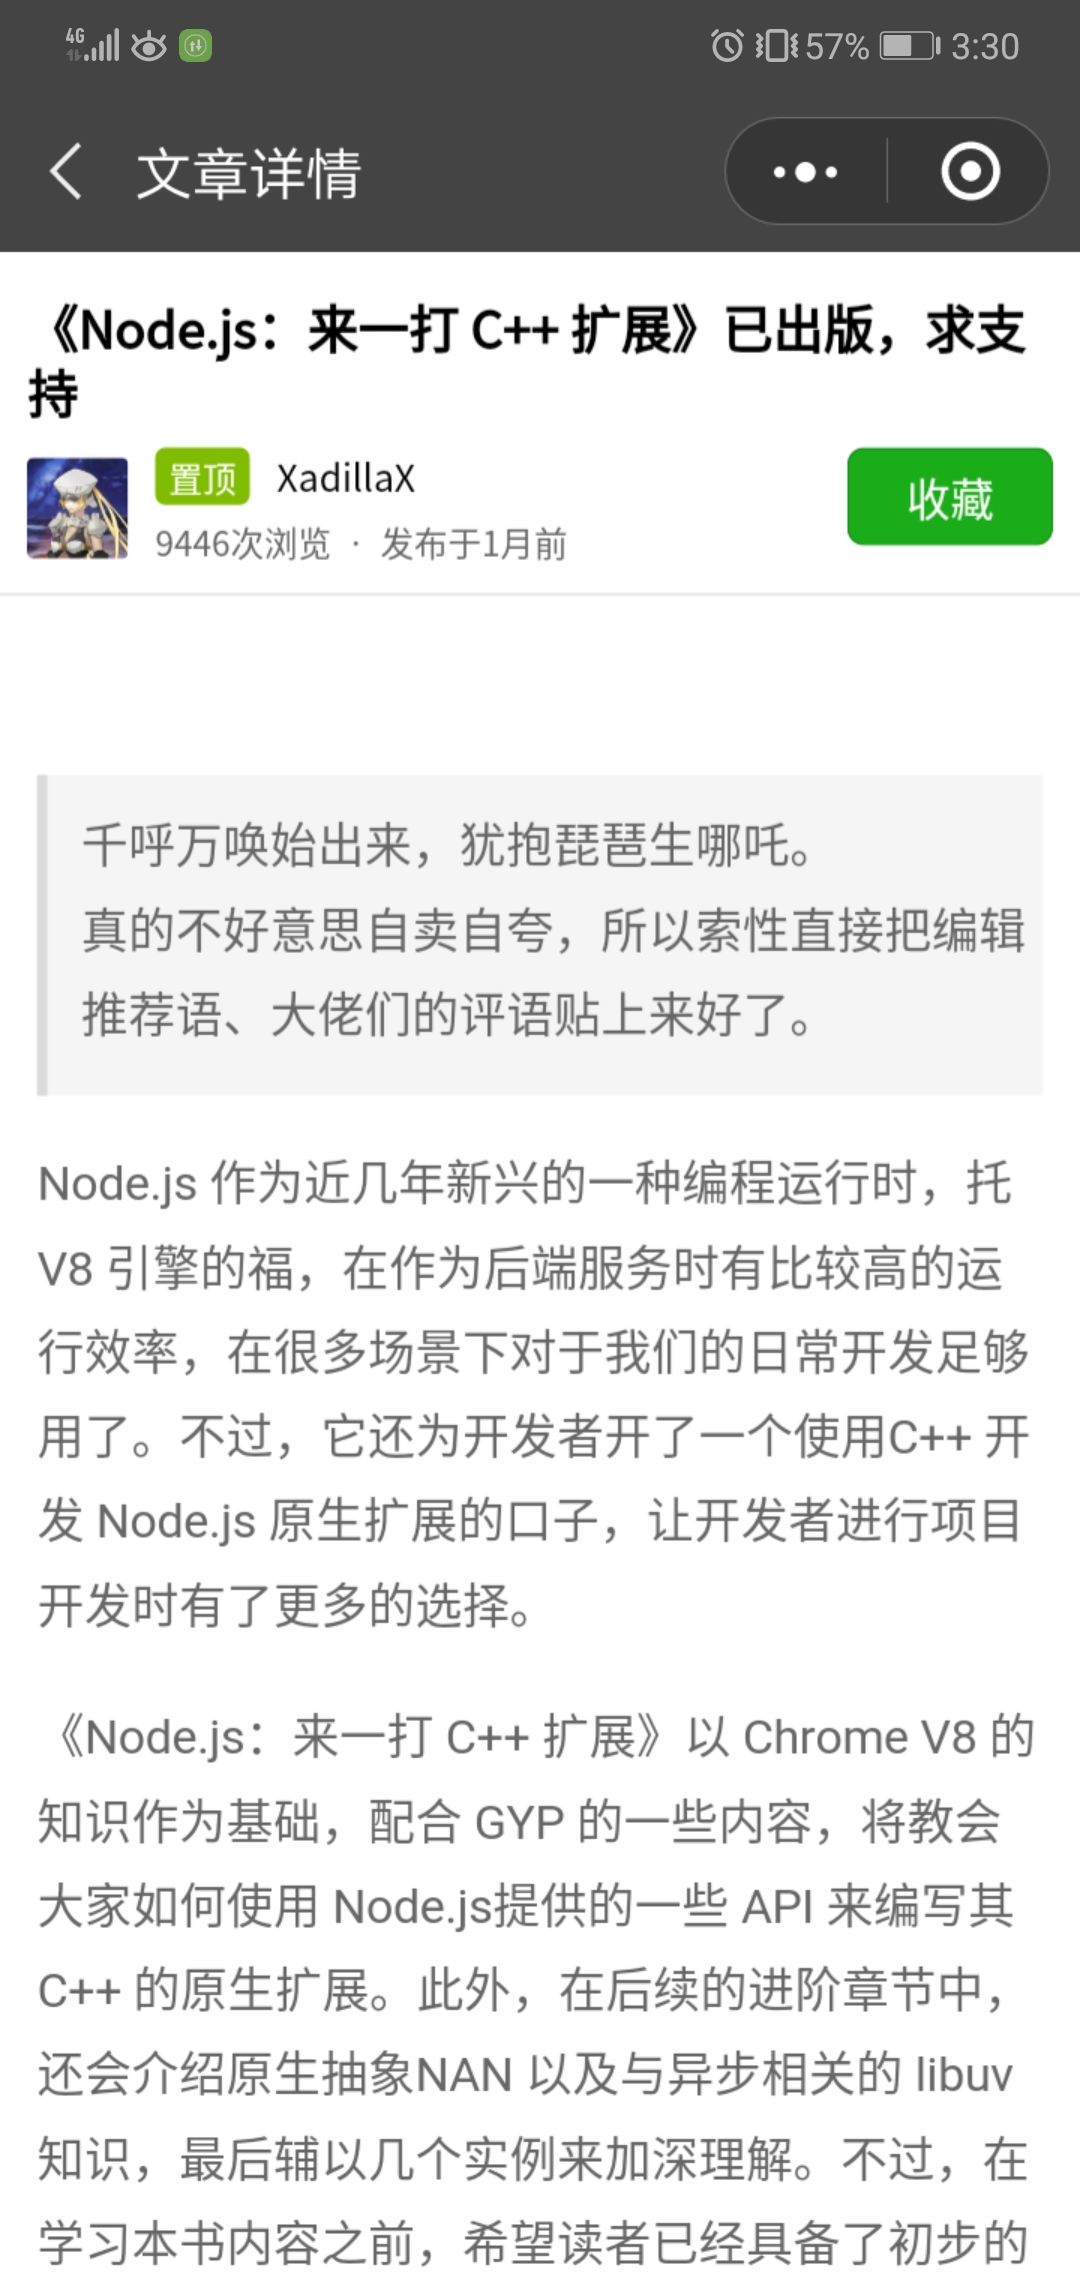 4G 57% 3:30
文章详情
《Node.js：来一打 C++ 扩展》已出版，求支
持
置顶 XadillaX
收藏
9446次浏览 · 发布于1月前
千呼万唤始出来，犹抱琵琶生哪吒。
真的不好意思自卖自夸，所以索性直接把编辑
推荐语、大佬们的评语贴上来好了。
Node.js 作为近几年新兴的一种编程运行时，托
V8 引擎的福，在作为后端服务时有比较高的运
行效率，在很多场景下对于我们的日常开发足够
用了。不过，它还为开发者开了一个使用C++ 开
发 Node.js 原生扩展的口子，让开发者进行项目
开发时有了更多的选择。
《Node.js：来一打 C++ 扩展》以 Chrome V8 的
知识作为基础，配合 GYP 的一些内容，将教会
大家如何使用 Node.js提供的一些 API 来编写其
C++ 的原生扩展。此外，在后续的进阶章节中，
还会介绍原生抽象NAN 以及与异步相关的 libuv
知识，最后辅以几个实例来加深理解。不过，在
学习本书内容之前，希望读者已经具备了初步的